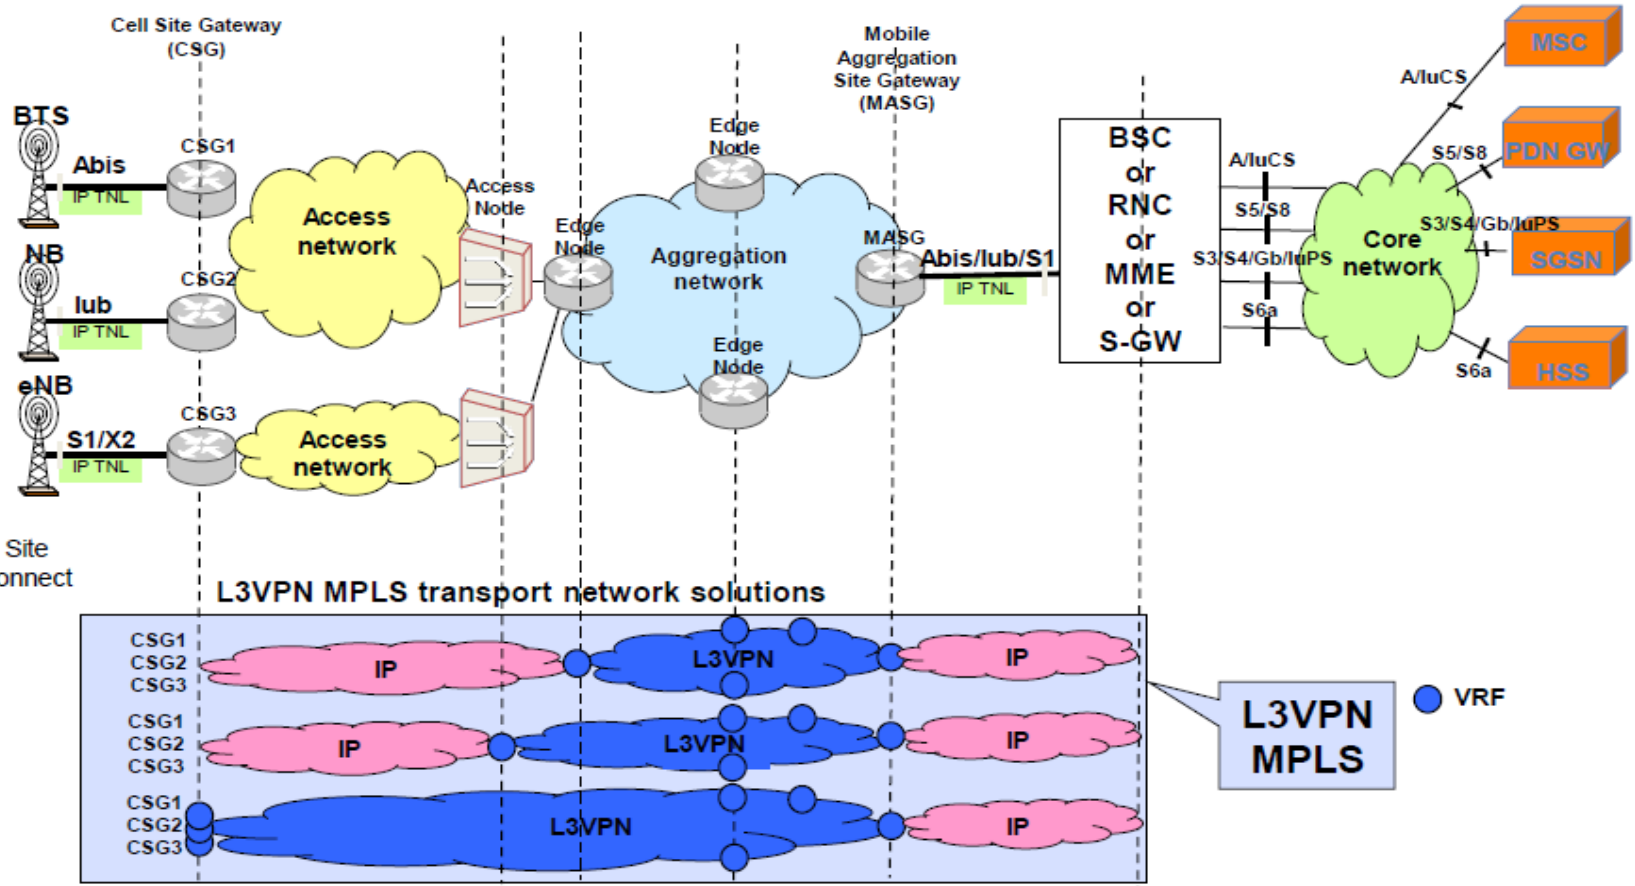 Cell Site Gateway
(CSG)
Mobile
Aggregation
Site Gateway
(MASG)
MSC
A/IuCS
BTS
Abis
IP TNL
CSG1
Access
network
Access
Node
Edge
Node
Edge
Node
Aggregation
network
MASG
Abis/Iub/S1
IP TNL
BSC
or
RNC
or
MME
or
S-GW
A/IuCS
S5/S8
S3/S4/Gb/IuPS
S6a
Core
network
S5/S8
PDN GW
S3/S4/Gb/IuPS
SGSN
S6a
HSS
NB
Iub
IP TNL
CSG2
Edge
Node
eNB
S1/X2
IP TNL
CSG3
Access
network
Site
onnect
L3VPN MPLS transport network solutions
CSG1
CSG2
CSG3
IP
L3VPN
IP
CSG1
CSG2
CSG3
IP
L3VPN
IP
CSG1
CSG2
CSG3
L3VPN
IP
L3VPN
MPLS
VRF